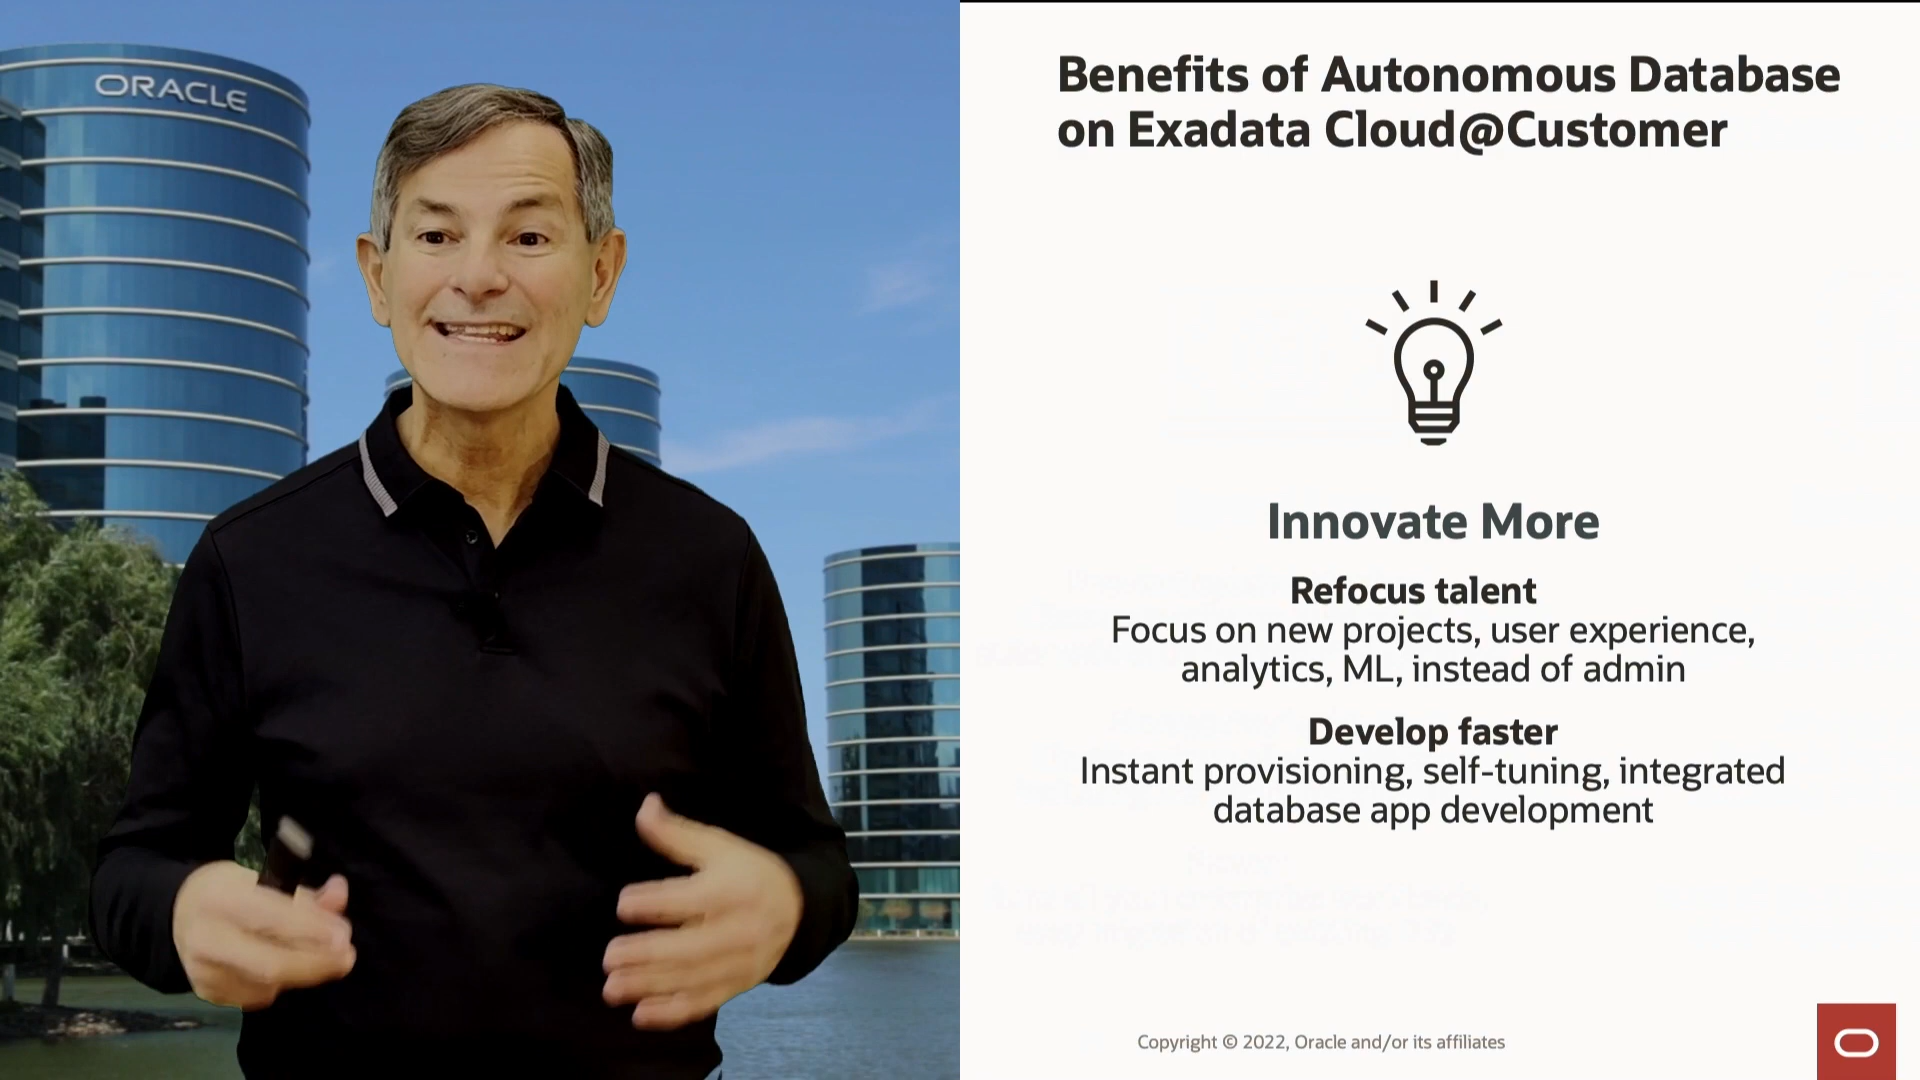 ORACLE
Benefits of Autonomous Database
on Exadata Cloud@Customer
Innovate More
Refocus talent
Focus on new projects, user experience,
analytics, ML, instead of admin
Develop faster
Instant provisioning, self-tuning, integrated
database app development
Copyright © 2022, Oracle and/or its affiliates